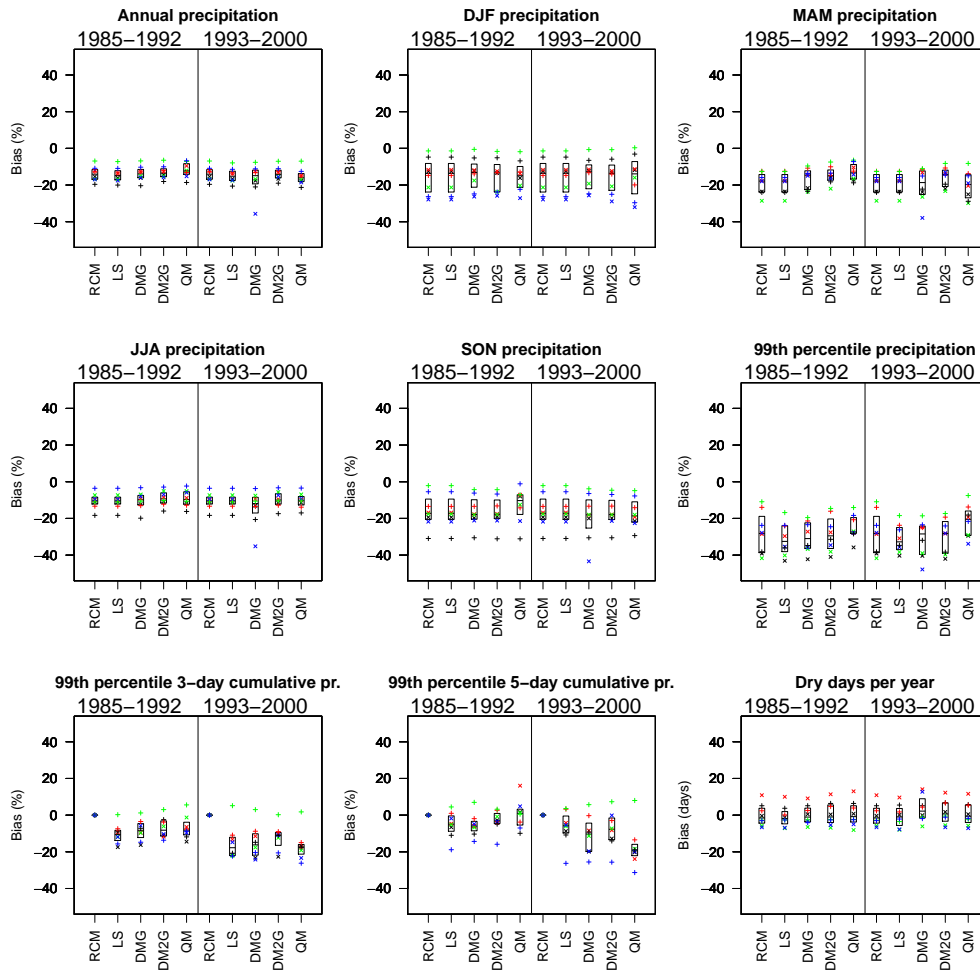 Annual precipitation
1985−1992 1993−2000
Bias (%)
40
20
0
−20
−40
RCM LS DMG DM2G QM RCM LS DMG DM2G QM
DJF precipitation
1985−1992 1993−2000
Bias (%)
40
20
0
−20
−40
RCM LS DMG DM2G QM RCM LS DMG DM2G QM
MAM precipitation
1985−1992 1993−2000
Bias (%)
40
20
0
−20
−40
RCM LS DMG DM2G QM RCM LS DMG DM2G QM
JJA precipitation
1985−1992 1993−2000
Bias (%)
40
20
0
−20
−40
RCM LS DMG DM2G QM RCM LS DMG DM2G QM
SON precipitation
1985−1992 1993−2000
Bias (%)
40
20
0
−20
−40
RCM LS DMG DM2G QM RCM LS DMG DM2G QM
99th percentile precipitation
1985−1992 1993−2000
Bias (%)
40
20
0
−20
−40
RCM LS DMG DM2G QM RCM LS DMG DM2G QM
99th percentile 3−day cumulative pr.
1985−1992 1993−2000
Bias (%)
40
20
0
−20
−40
RCM LS DMG DM2G QM RCM LS DMG DM2G QM
99th percentile 5−day cumulative pr.
1985−1992 1993−2000
Bias (%)
40
20
0
−20
−40
RCM LS DMG DM2G QM RCM LS DMG DM2G QM
Dry days per year
1985−1992 1993−2000
Bias (days)
40
20
0
−20
−40
RCM LS DMG DM2G QM RCM LS DMG DM2G QM